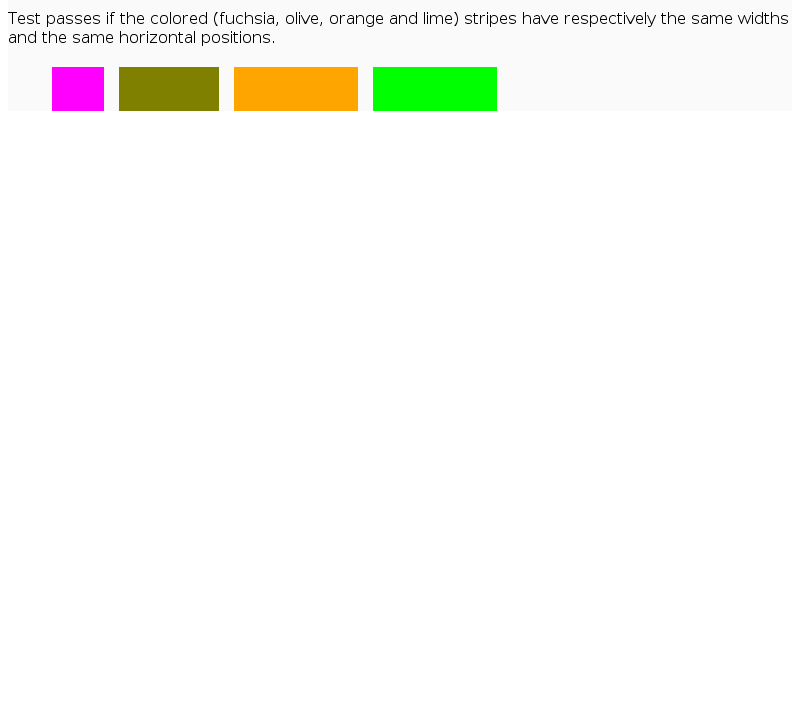 Test passes if the colored (fuchsia, olive, orange and lime) stripes have respectively the same widths
and the same horizontal positions.